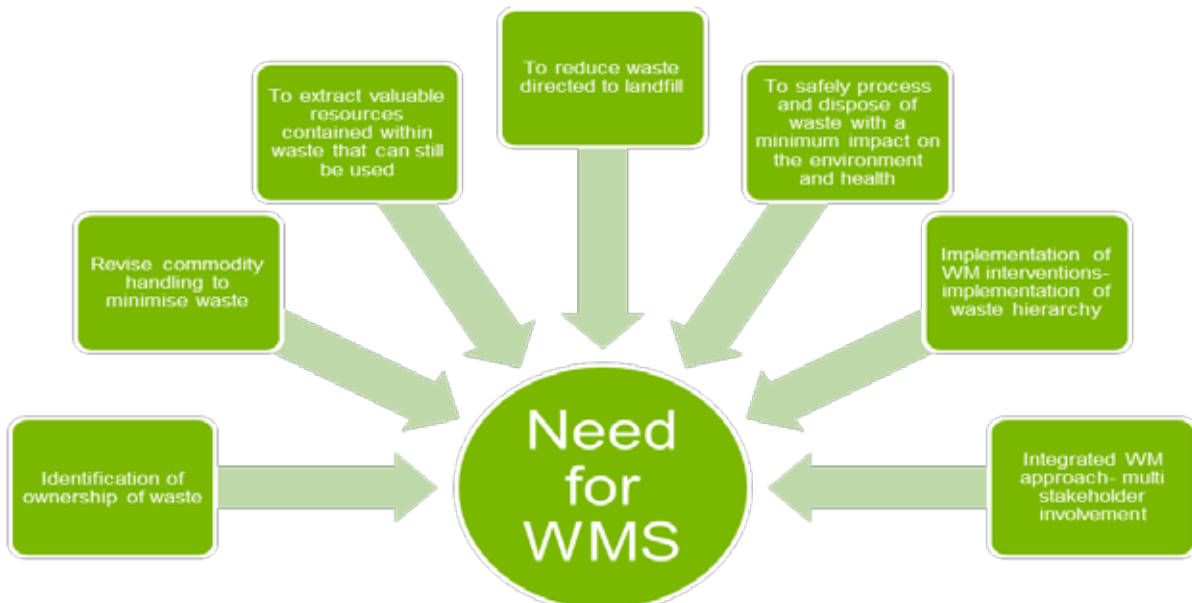 Identification of
ownership of waste
Revise commodity
handling to
minimise waste
To extract valuable
resources
contained within
waste that can still
be used
To reduce waste
directed to landfill
To safely process
and dispose of
waste with a
minimum impact on
the environment
and health
Implementation of
WM interventions-
implementation of
waste hierarchy
Integrated WM
approach- multi
stakeholder
involvement
Need
for
WMS